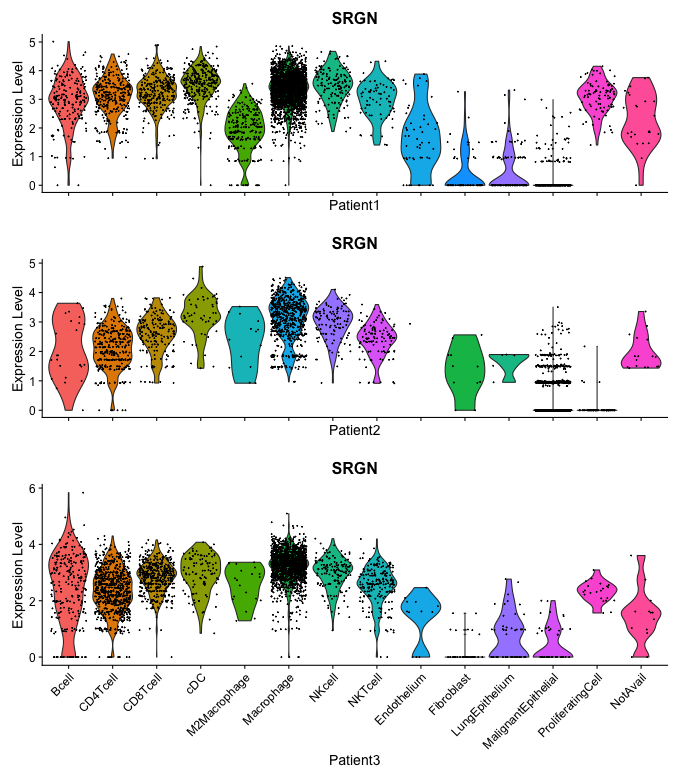 SRGN
Expression Level
5
4
3
2
1
0
Patient1
SRGN
Expression Level
5
4
3
2
1
0
Patient2
SRGN
Expression Level
6
4
2
0
Bcell
CD4Tcell
CD8Tcell
cDC
M2Macrophage
Macrophage
NKcell
NKTcell
Endothelium
Fibroblast
LungEpithelium
MalignantEpithelial
ProliferatingCell
NotAvail
Patient3